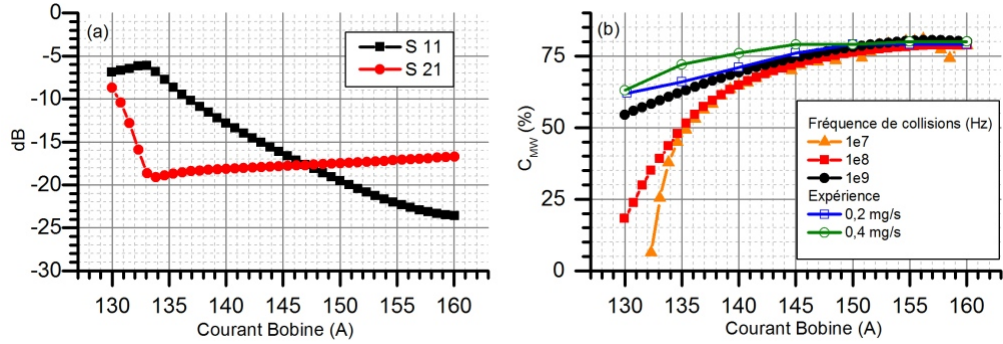 (a)
S 11
S 21
0
-5
-10
-15
-20
-25
-30
dB
130 135 140 145 150 155 160
Courant Bobine (A)
(b)
75
50
25
0
C_MW (%)
Fréquence de collisions (Hz)
1e7
1e8
1e9
Expérience
0,2 mg/s
0,4 mg/s
130 135 140 145 150 155 160
Courant Bobine (A)